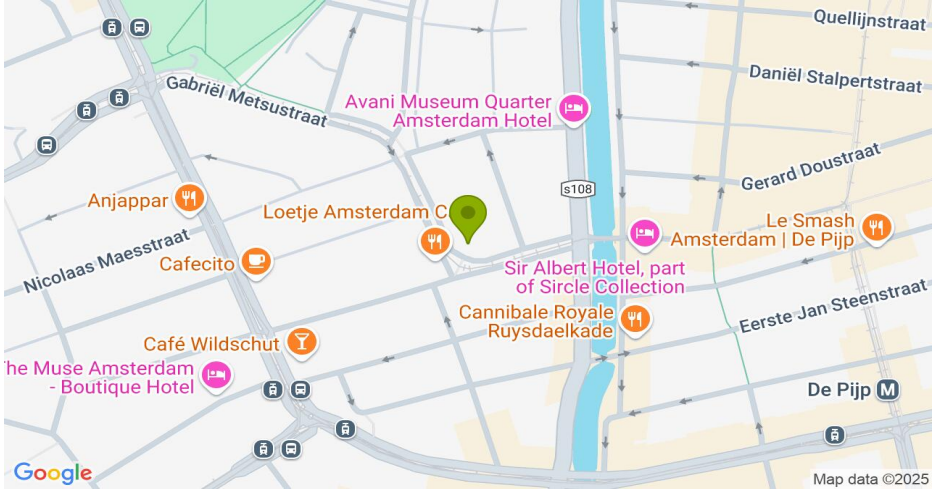 Quellijnstraat
Daniël Stalpertstraat
Gabriël Metsustraat
Avani Museum Quarter
Amsterdam Hotel
Gerard Doustraat
s108
Anjappar
Loetje Amsterdam C
Le Smash
Amsterdam | De Pijp
Nicolaas Maesstraat
Cafecito
Sir Albert Hotel, part
of Sircle Collection
Cannibale Royale
Ruysdaelkade
Eerste Jan Steenstraat
Café Wildschut
The Muse Amsterdam
- Boutique Hotel
De Pijp M
Google
Map data ©2025